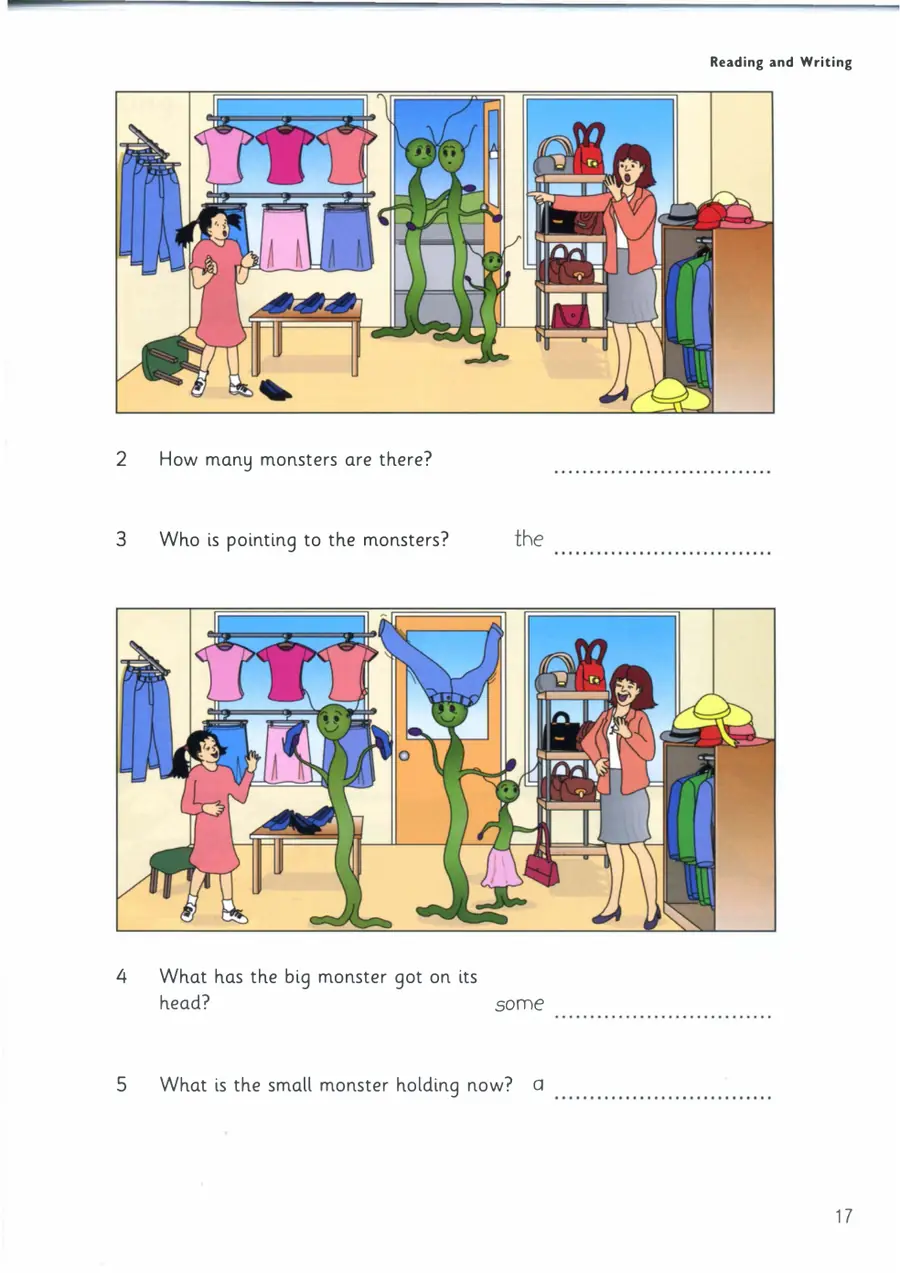 Reading and Writing
2 How many monsters are there? ...............................
3 Who is pointing to the monsters? the ...............................
4 What has the big monster got on its
head? some ...............................
5 What is the small monster holding now? a ...............................
17